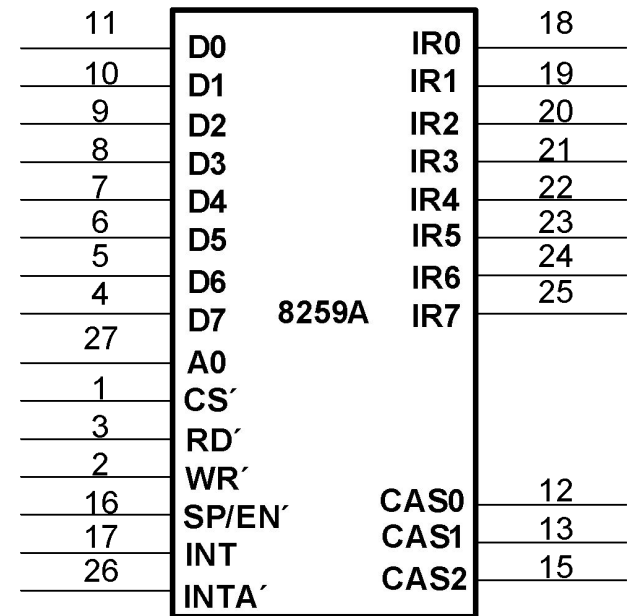 11 D0 IR0 18
10 D1 IR1 19
9 D2 IR2 20
8 D3 IR3 21
7 D4 IR4 22
6 D5 IR5 23
5 D6 IR6 24
4 D7 8259A IR7 25
27 A0
1 CS´
3 RD´
2 WR´
16 SP/EN´ CAS0 12
17 INT CAS1 13
26 INTA´ CAS2 15